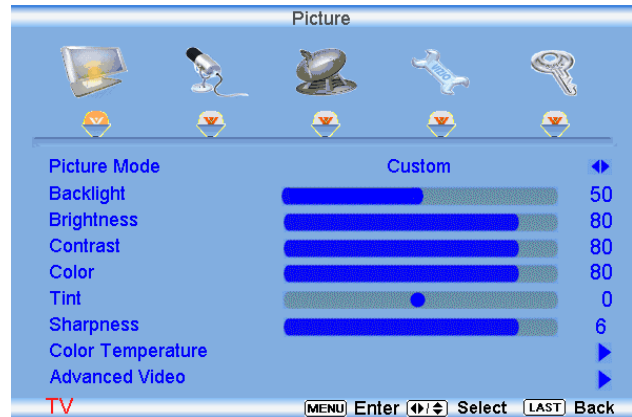 Picture
VIZIO
Picture Mode Custom
Backlight 50
Brightness 80
Contrast 80
Color 80
Tint 0
Sharpness 6
Color Temperature
Advanced Video
TV MENU Enter / Select LAST Back